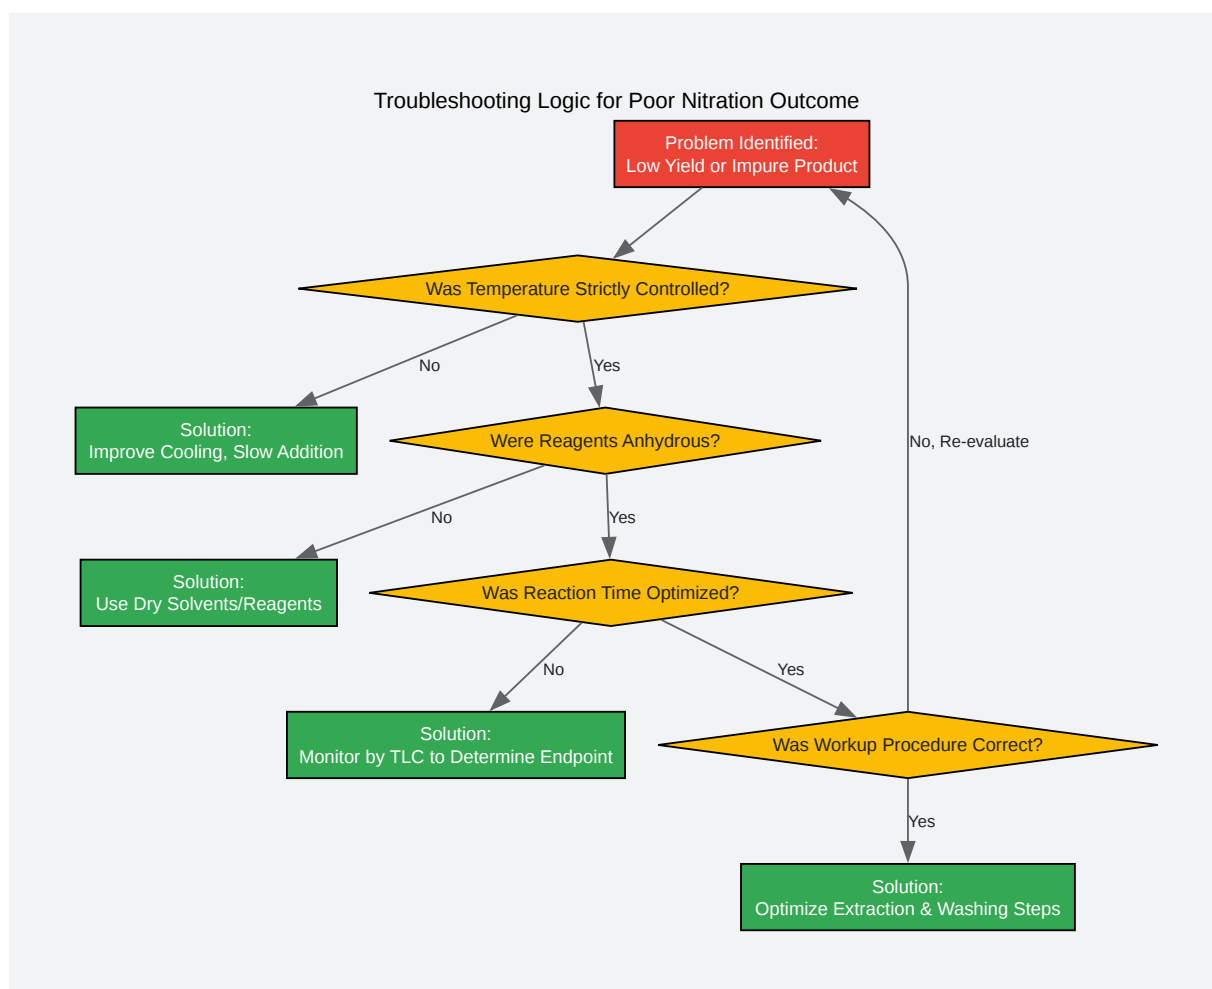 Troubleshooting Logic for Poor Nitration Outcome
Problem Identified:
Low Yield or Impure Product
Was Temperature Strictly Controlled?
No
Yes
Solution:
Improve Cooling, Slow Addition
Were Reagents Anhydrous?
No, Re-evaluate
No
Yes
Solution:
Use Dry Solvents/Reagents
Was Reaction Time Optimized?
No
Yes
Solution:
Monitor by TLC to Determine Endpoint
Was Workup Procedure Correct?
Yes
Solution:
Optimize Extraction & Washing Steps